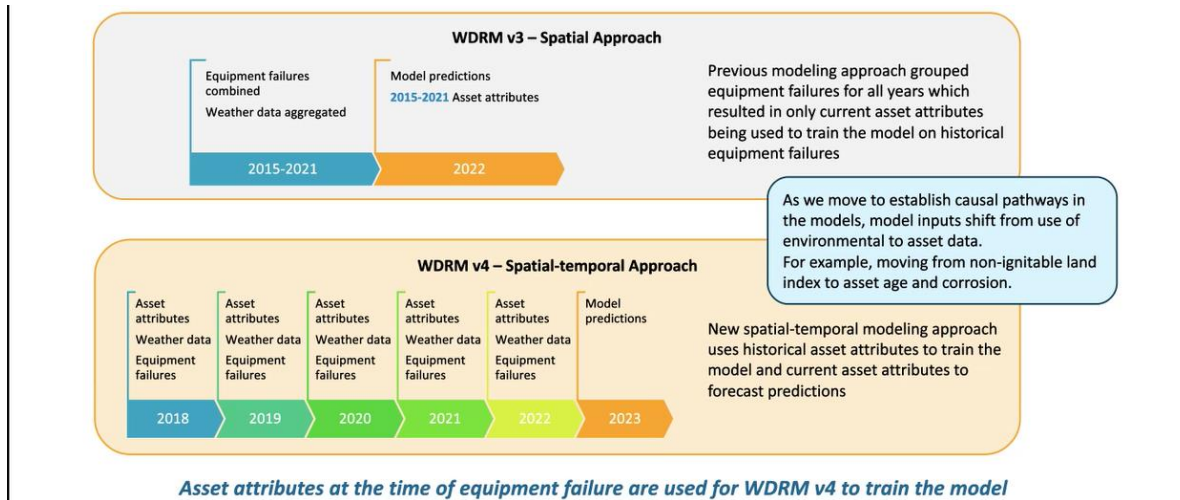 WDRM v3 – Spatial Approach
Equipment failures
combined
Weather data aggregated
Model predictions
2015-2021 Asset attributes
2015-2021
2022
Previous modeling approach grouped
equipment failures for all years which
resulted in only current asset attributes
being used to train the model on historical
equipment failures
As we move to establish causal pathways in
the models, model inputs shift from use of
environmental to asset data.
For example, moving from non-ignitable land
index to asset age and corrosion.
WDRM v4 – Spatial-temporal Approach
Asset
attributes
Weather data
Equipment
failures
2018
Asset
attributes
Weather data
Equipment
failures
2019
Asset
attributes
Weather data
Equipment
failures
2020
Asset
attributes
Weather data
Equipment
failures
2021
Asset
attributes
Weather data
Equipment
failures
2022
Model
predictions
2023
New spatial-temporal modeling approach
uses historical asset attributes to train the
model and current asset attributes to
forecast predictions
Asset attributes at the time of equipment failure are used for WDRM v4 to train the model